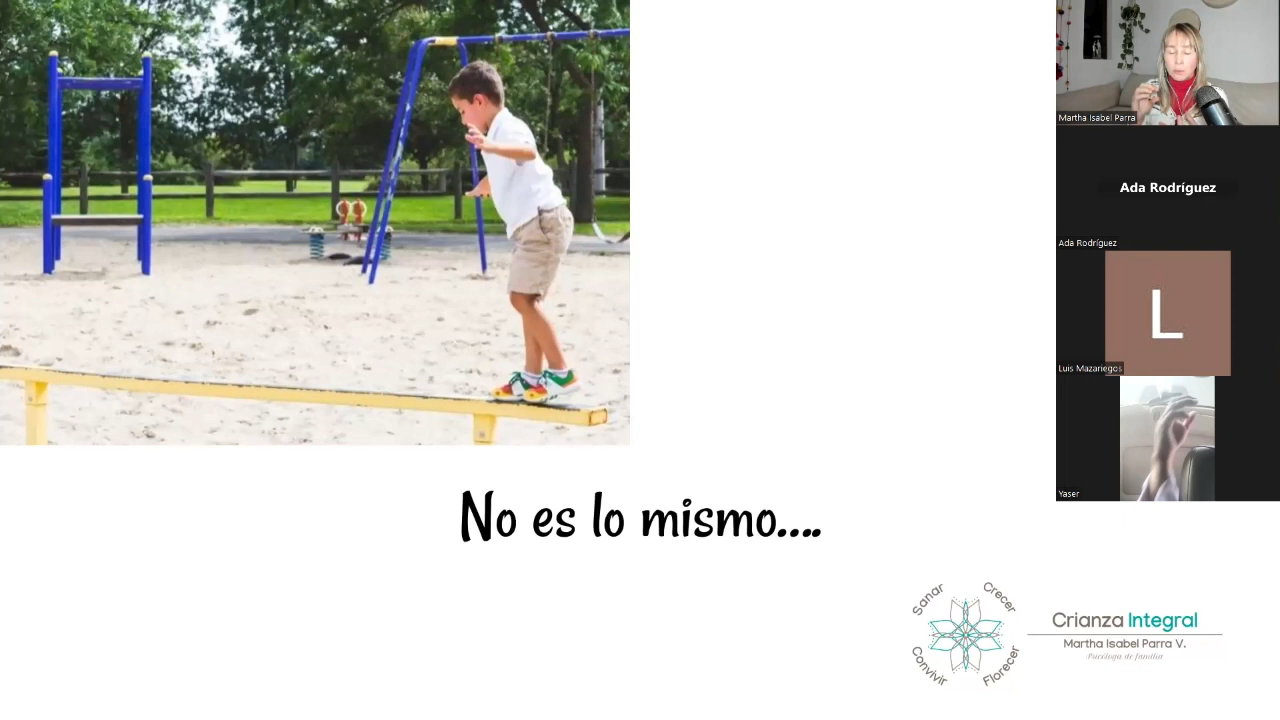 Martha Isabel Parra
Ada Rodríguez
Ada Rodríguez
L
Luis Mazariegos
Yaser
No es lo mismo....
Sanar
Crecer
Convivir
Florecer
Crianza Integral
Martha Isabel Parra V.
Psicóloga de familia